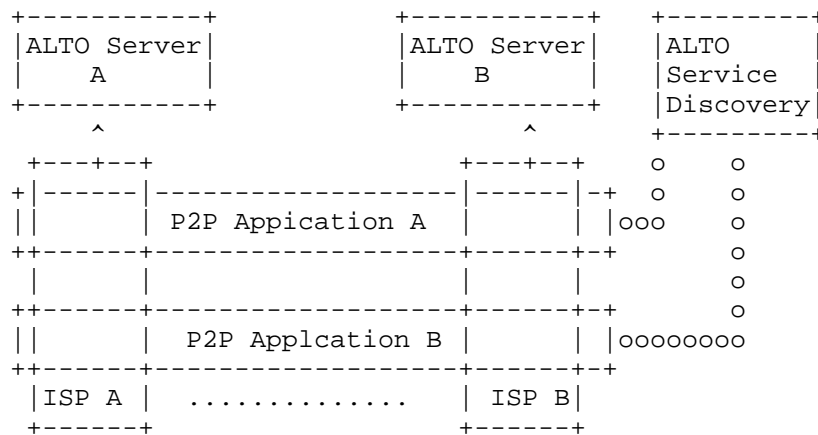 ALTO Server ALTO Server ALTO
A B Service
Discovery
P2P Appication A
P2P Applcation B
ISP A .............. ISP B